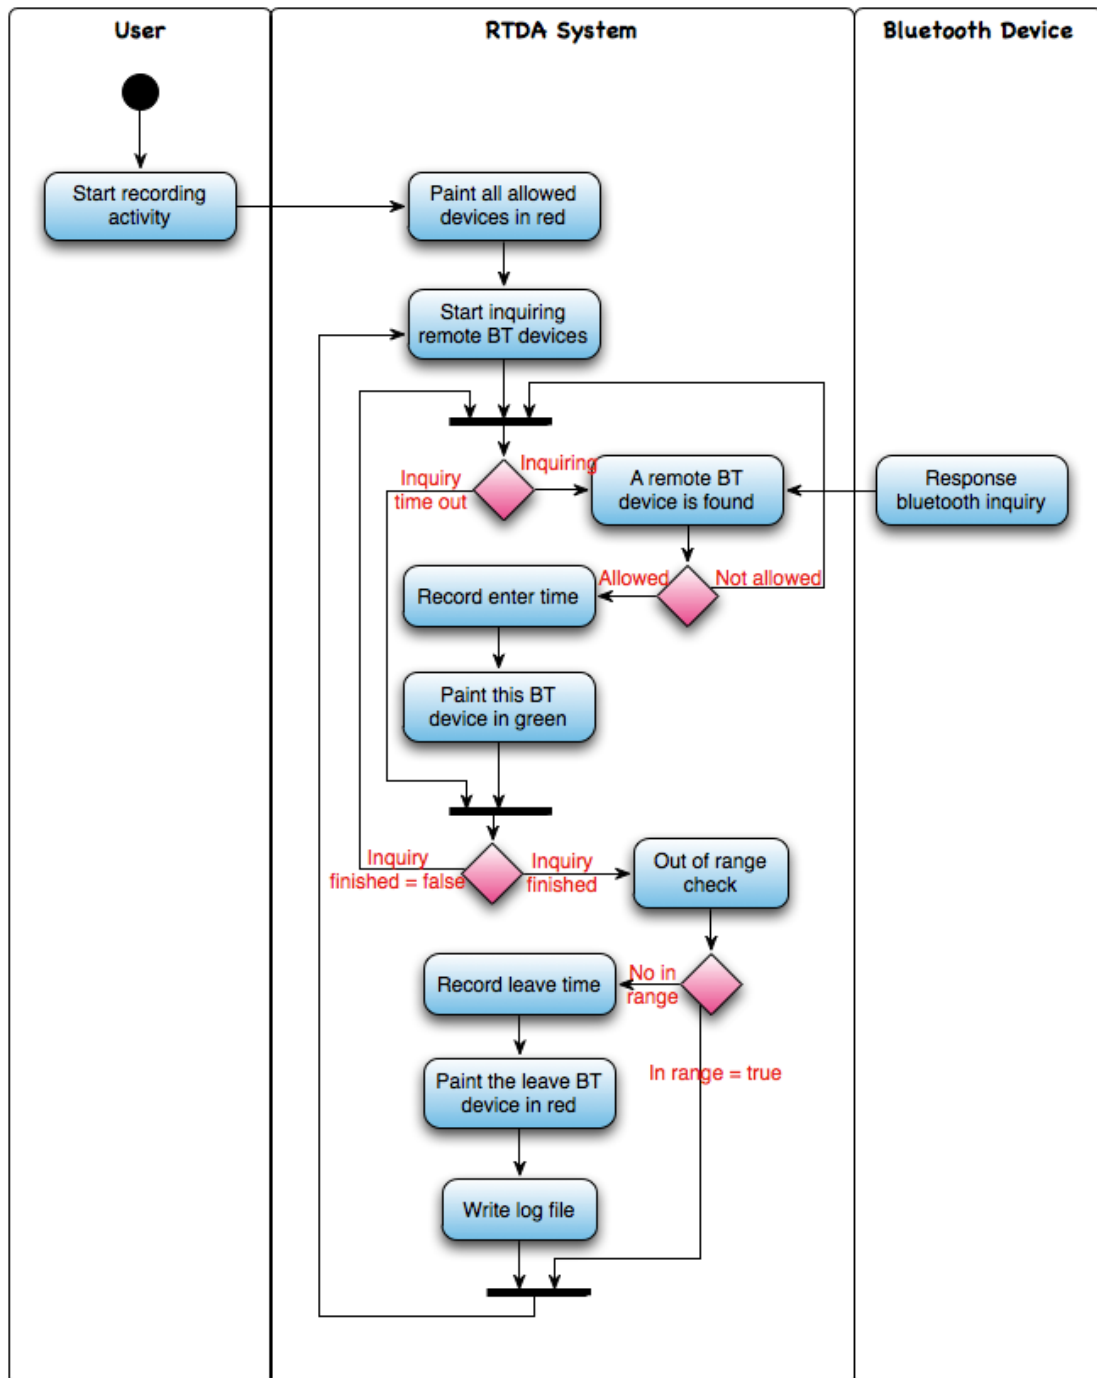 User
RTDA System
Bluetooth Device
Start recording
activity
Paint all allowed
devices in red
Start inquiring
remote BT devices
Inquiry
time out
Inquiring
A remote BT
device is found
Response
bluetooth inquiry
Allowed
Not allowed
Record enter time
Paint this BT
device in green
Inquiry
finished = false
Inquiry
finished
Out of range
check
No in
range
Record leave time
In range = true
Paint the leave BT
device in red
Write log file